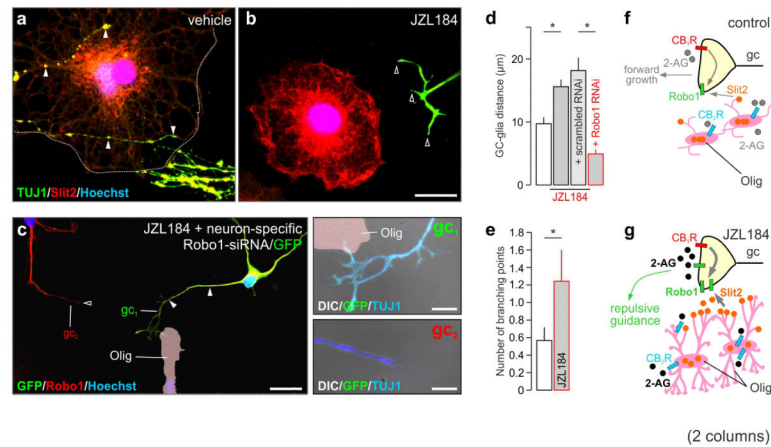 a
vehicle
TUJ1/Slit2/Hoechst
b
JZL184
c
JZL184 + neuron-specific
Robo1-siRNA/GFP
gc1
gc2
Olig
GFP/Robo1/Hoechst
Olig
gc1
DIC/GFP/TUJ1
gc2
DIC/GFP/TUJ1
d
GC-glia distance (µm)
* *
20
10
0
+ scrambled RNAi
+ Robo1 RNAi
JZL184
e
Number of branching points
*
1.6
1.4
1.2
1.0
0.8
0.6
0.4
0.2
0
JZL184
f
control
CB1R
2-AG
gc
forward
growth
Robo1
Slit2
CB2R
2-AG
Olig
g
JZL184
CB1R
2-AG
gc
Robo1
Slit2
repulsive
guidance
CB2R
2-AG
Olig
(2 columns)